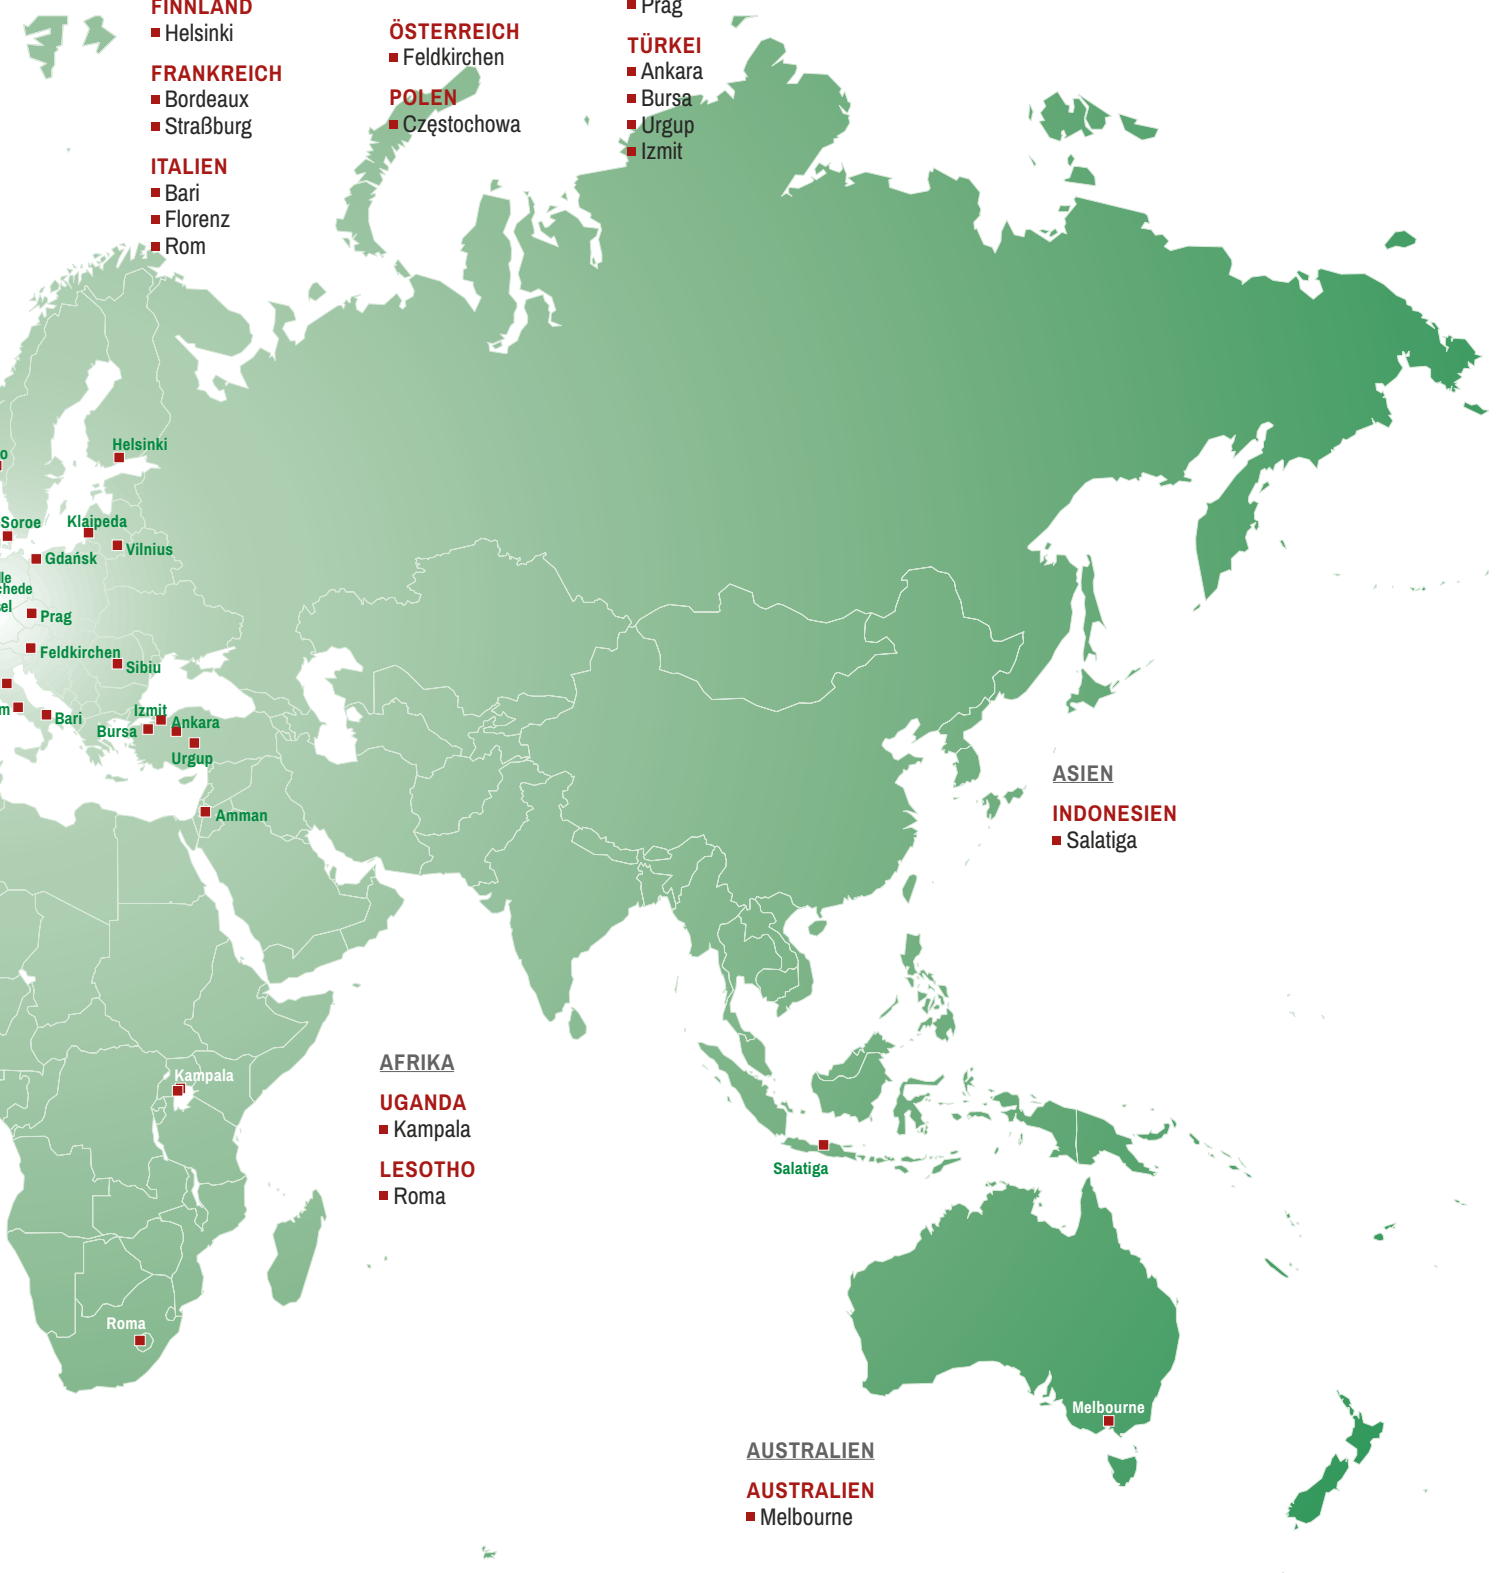 FINNLAND
Helsinki
FRANKREICH
Bordeaux
Straßburg
ITALIEN
Bari
Florenz
Rom
ÖSTERREICH
Feldkirchen
POLEN
Częstochowa
Prag
TÜRKEI
Ankara
Bursa
Urgup
Izmit
Helsinki
Soroe
Klaipeda
Vilnius
Gdańsk
Prag
Feldkirchen
Sibiu
Bari
Izmit
Ankara
Bursa
Urgup
Amman
ASIEN
INDONESIEN
Salatiga
AFRIKA
UGANDA
Kampala
LESOTHO
Roma
Kampala
Salatiga
Roma
Melbourne
AUSTRALIEN
AUSTRALIEN
Melbourne